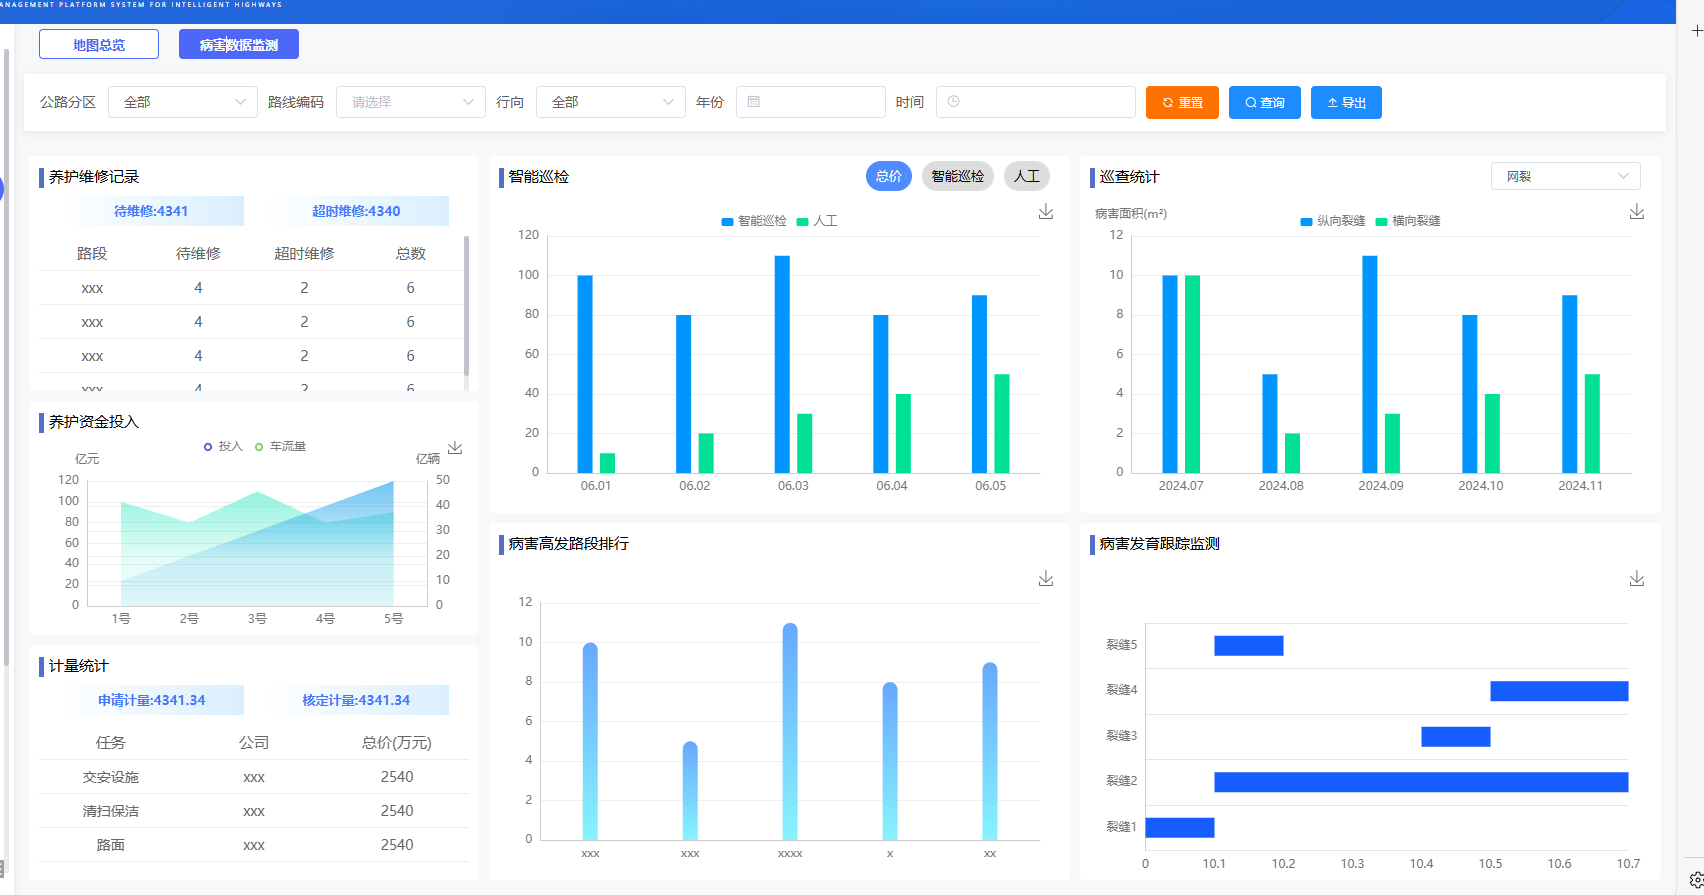 ANAGEMENT PLATFORM SYSTEM FOR INTELLIGENT HIGHWAYS
地图总览 病害数据监测
公路分区 全部 路线编码 请选择 行向 全部 年份 时间 重置 查询 导出
养护维修记录
待维修:4341 超时维修:4340
路段 待维修 超时维修 总数
xxx 4 2 6
xxx 4 2 6
xxx 4 2 6
xxx 4 2 6
养护资金投入
投入 车流量
亿元 亿辆
120 50
100 40
80 30
60 20
40 10
20 0
0
1号 2号 3号 4号 5号
计量统计
申请计量:4341.34 核定计量:4341.34
任务 公司 总价(万元)
交安设施 xxx 2540
清扫保洁 xxx 2540
路面 xxx 2540
智能巡检 总价 智能巡检 人工
智能巡检 人工
120
100
80
60
40
20
0
06.01 06.02 06.03 06.04 06.05
巡查统计 网裂
病害面积(m²) 纵向裂缝 横向裂缝
12
10
8
6
4
2
0
2024.07 2024.08 2024.09 2024.10 2024.11
病害高发路段排行
12
10
8
6
4
2
0
xxx xxx xxxx x xx
病害发育跟踪监测
裂缝5
裂缝4
裂缝3
裂缝2
裂缝1
0 10.1 10.2 10.3 10.4 10.5 10.6 10.7